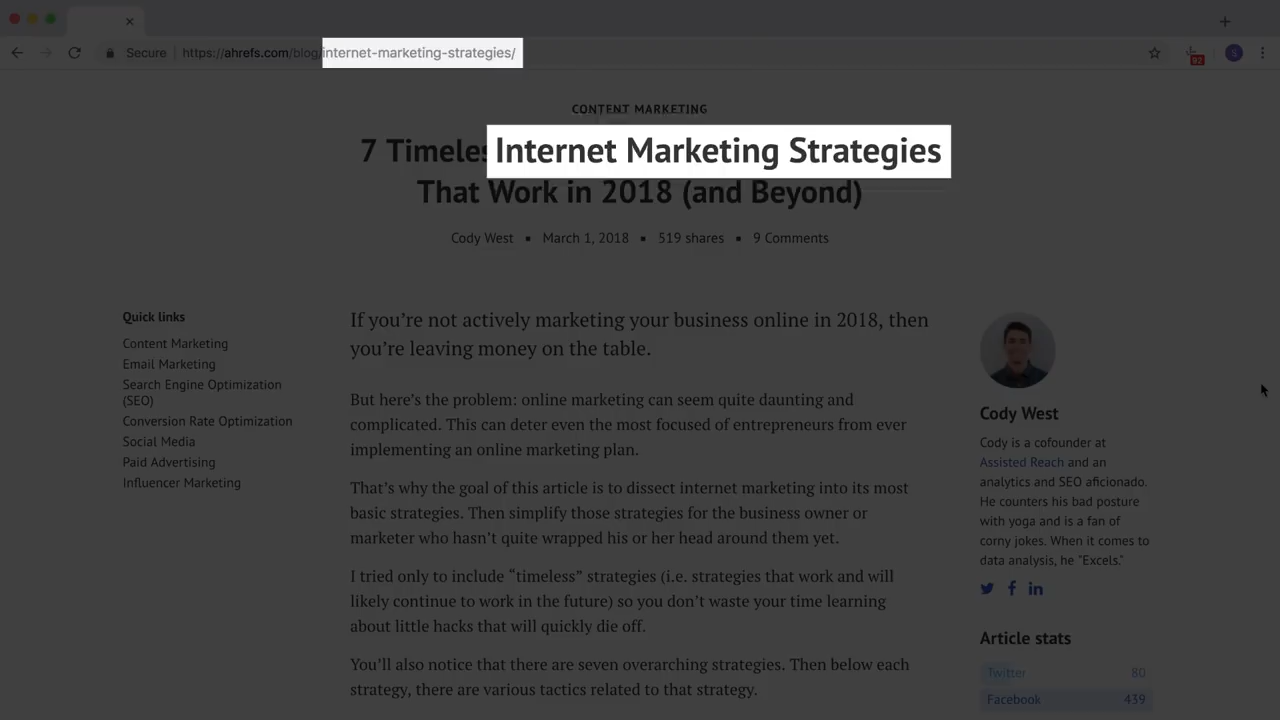 Secure https://ahrefs.com/blog/internet-marketing-strategies/
92
S
CONTENT MARKETING
7 Timeless Internet Marketing Strategies
That Work in 2018 (and Beyond)
Cody West ▪ March 1, 2018 ▪ 519 shares ▪ 9 Comments
Quick links
Content Marketing
Email Marketing
Search Engine Optimization
(SEO)
Conversion Rate Optimization
Social Media
Paid Advertising
Influencer Marketing
If you’re not actively marketing your business online in 2018, then
you’re leaving money on the table.
But here’s the problem: online marketing can seem quite daunting and
complicated. This can deter even the most focused of entrepreneurs from ever
implementing an online marketing plan.
That’s why the goal of this article is to dissect internet marketing into its most
basic strategies. Then simplify those strategies for the business owner or
marketer who hasn’t quite wrapped his or her head around them yet.
I tried only to include “timeless” strategies (i.e. strategies that work and will
likely continue to work in the future) so you don’t waste your time learning
about little hacks that will quickly die off.
You’ll also notice that there are seven overarching strategies. Then below each
strategy, there are various tactics related to that strategy.
Cody West
Cody is a cofounder at
Assisted Reach and an
analytics and SEO aficionado.
He counters his bad posture
with yoga and is a fan of
corny jokes. When it comes to
data analysis, he "Excels."
Article stats
Twitter 80
Facebook 439